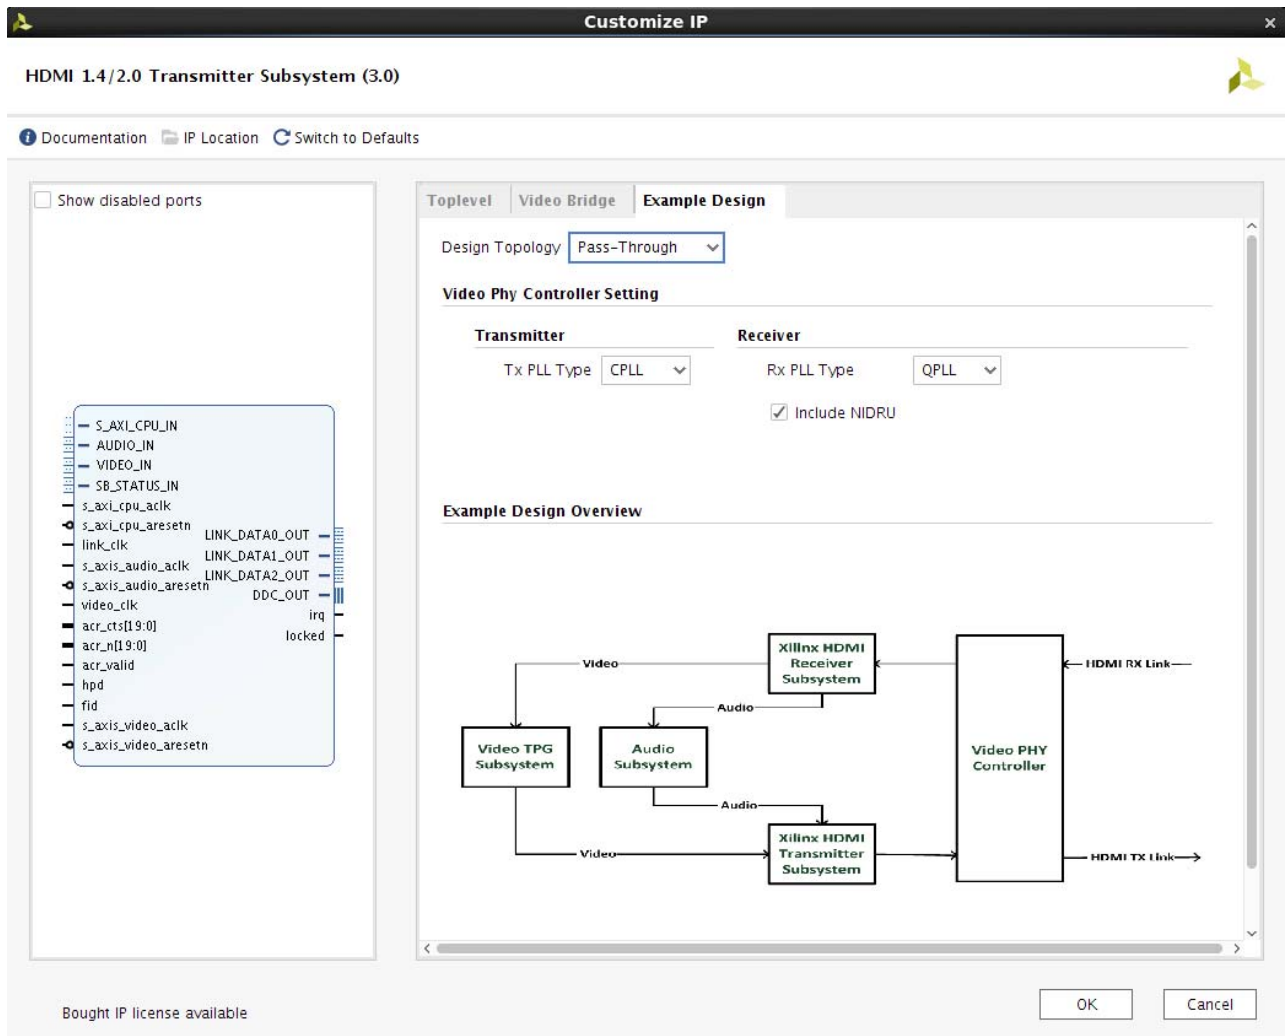 Customize IP
HDMI 1.4/2.0 Transmitter Subsystem (3.0)
Documentation IP Location Switch to Defaults
Show disabled ports
S_AXI_CPU_IN
AUDIO_IN
VIDEO_IN
SB_STATUS_IN
s_axi_cpu_aclk
s_axi_cpu_aresetn
link_clk
s_axis_audio_aclk
s_axis_audio_aresetn
video_clk
acr_cts[19:0]
acr_n[19:0]
acr_valid
hpd
fid
s_axis_video_aclk
s_axis_video_aresetn
LINK_DATA0_OUT
LINK_DATA1_OUT
LINK_DATA2_OUT
DDC_OUT
irq
locked
Toplevel Video Bridge Example Design
Design Topology Pass-Through
Video Phy Controller Setting
Transmitter
Tx PLL Type CPLL
Receiver
Rx PLL Type QPLL
Include NIDRU
Example Design Overview
Video
Xilinx HDMI
Receiver
Subsystem
HDMI RX Link
Audio
Video TPG
Subsystem
Audio
Subsystem
Video PHY
Controller
Audio
Video
Xilinx HDMI
Transmitter
Subsystem
HDMI TX Link
Bought IP license available
OK
Cancel